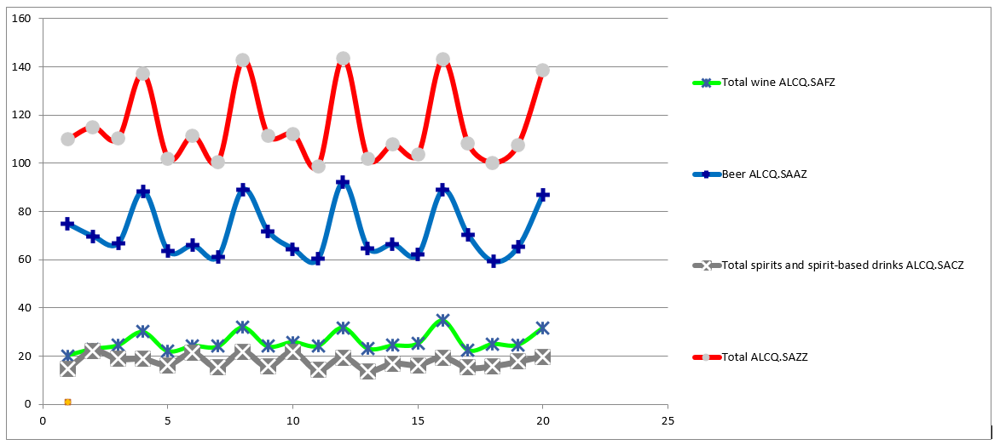 160
140
120
100
80
60
40
20
0
0 5 10 15 20 25
Total wine ALCQ.SAFZ
Beer ALCQ.SAAZ
Total spirits and spirit-based drinks ALCQ.SACZ
Total ALCQ.SAZZ